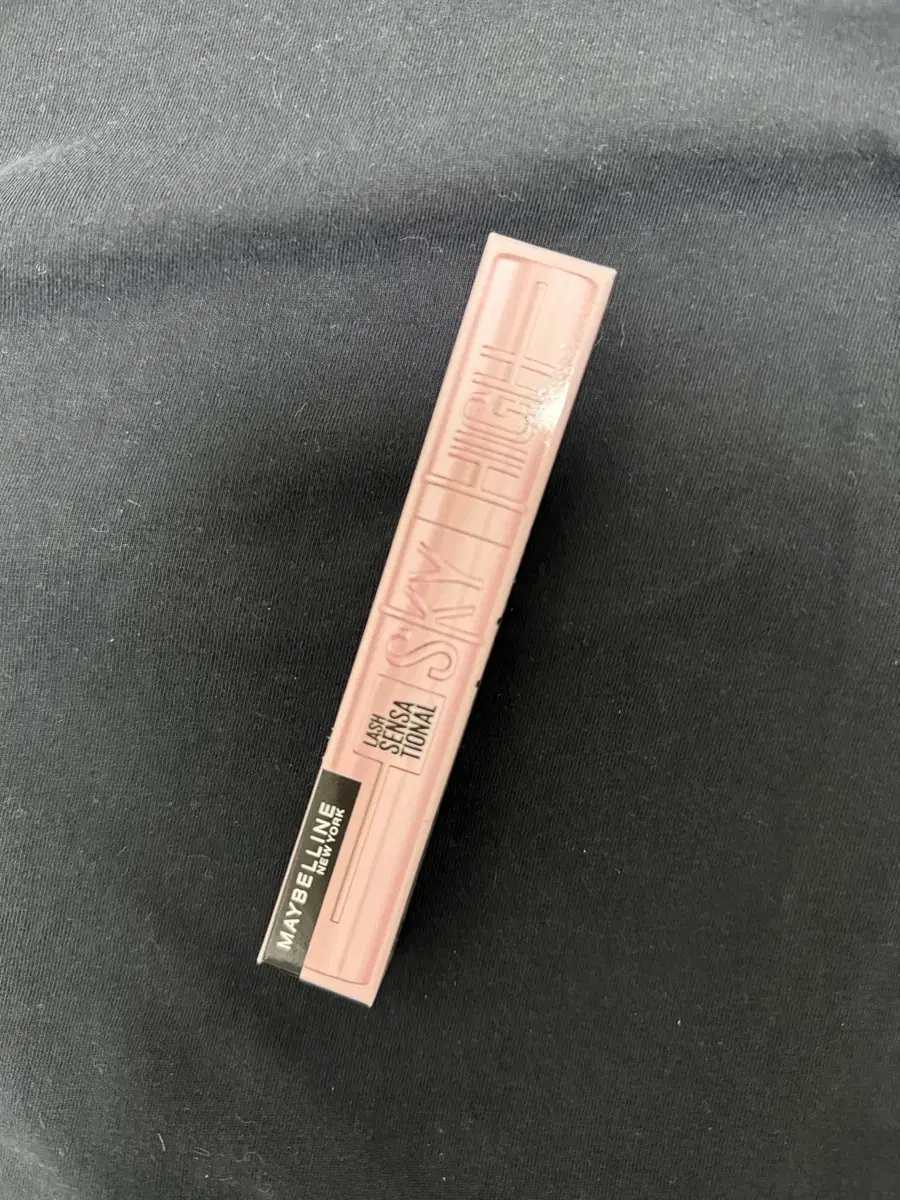 MAYBELLINE
NEW YORK
LASH
SENSA
TIONAL
SKY HIGH